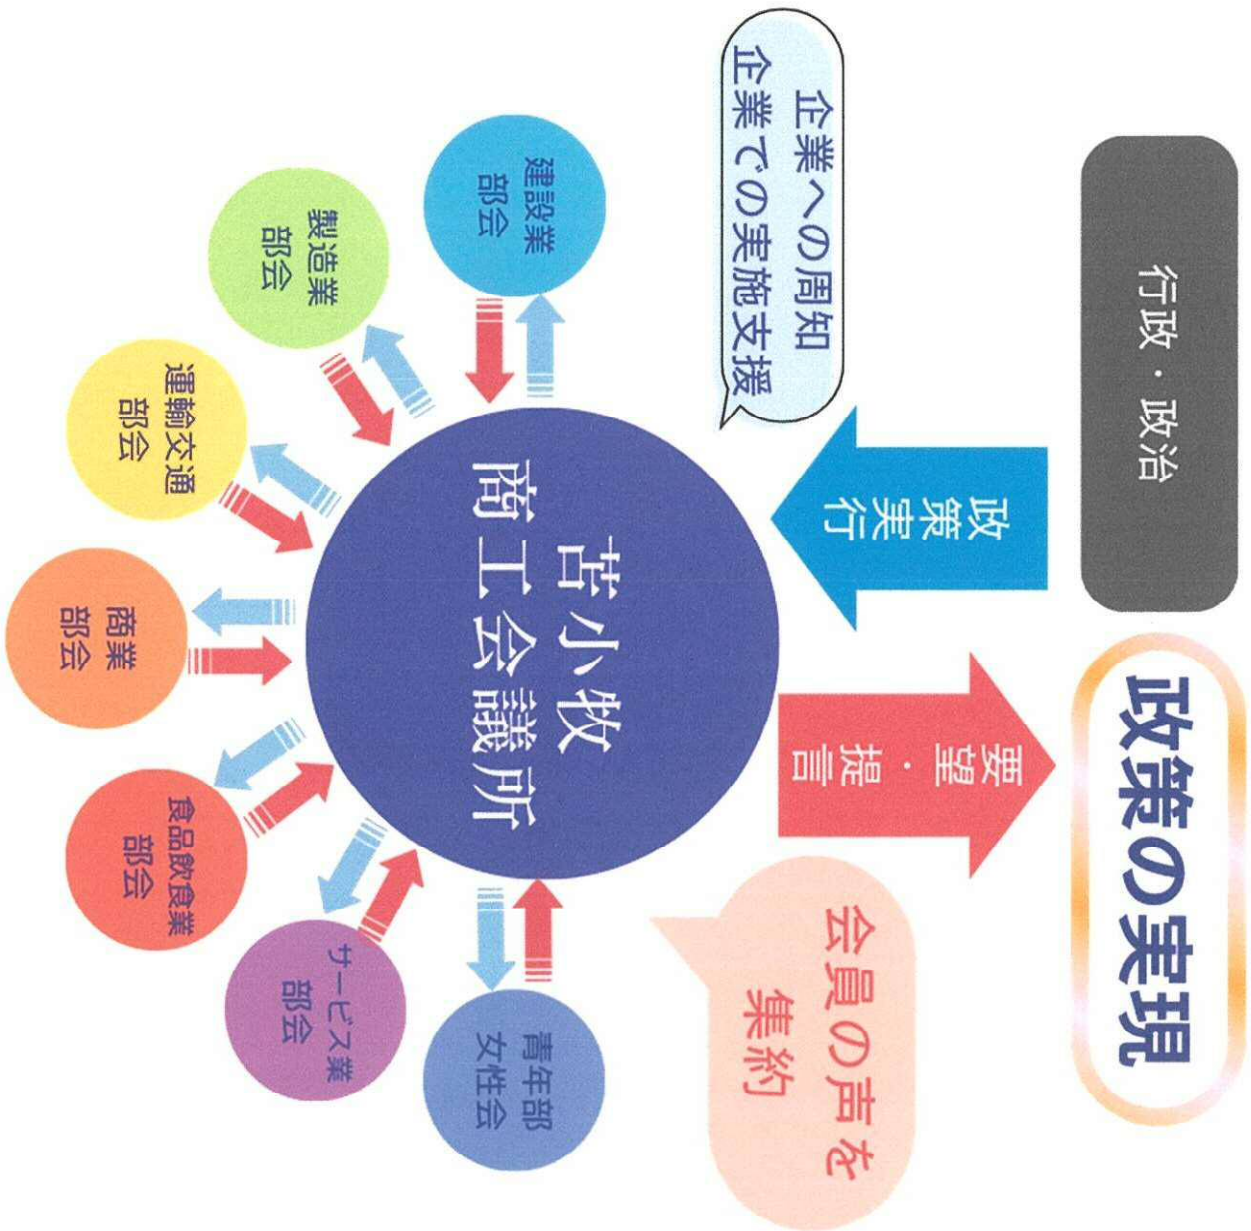 行政・政治
政策の実現
企業への周知
企業での実施支援
政策実行
要望・提言
会員の声を
集約
苫小牧
商工会議所
建設業
部会
製造業
部会
運輸交通
部会
商業
部会
食品飲食業
部会
サービス業
部会
青年部
女性会